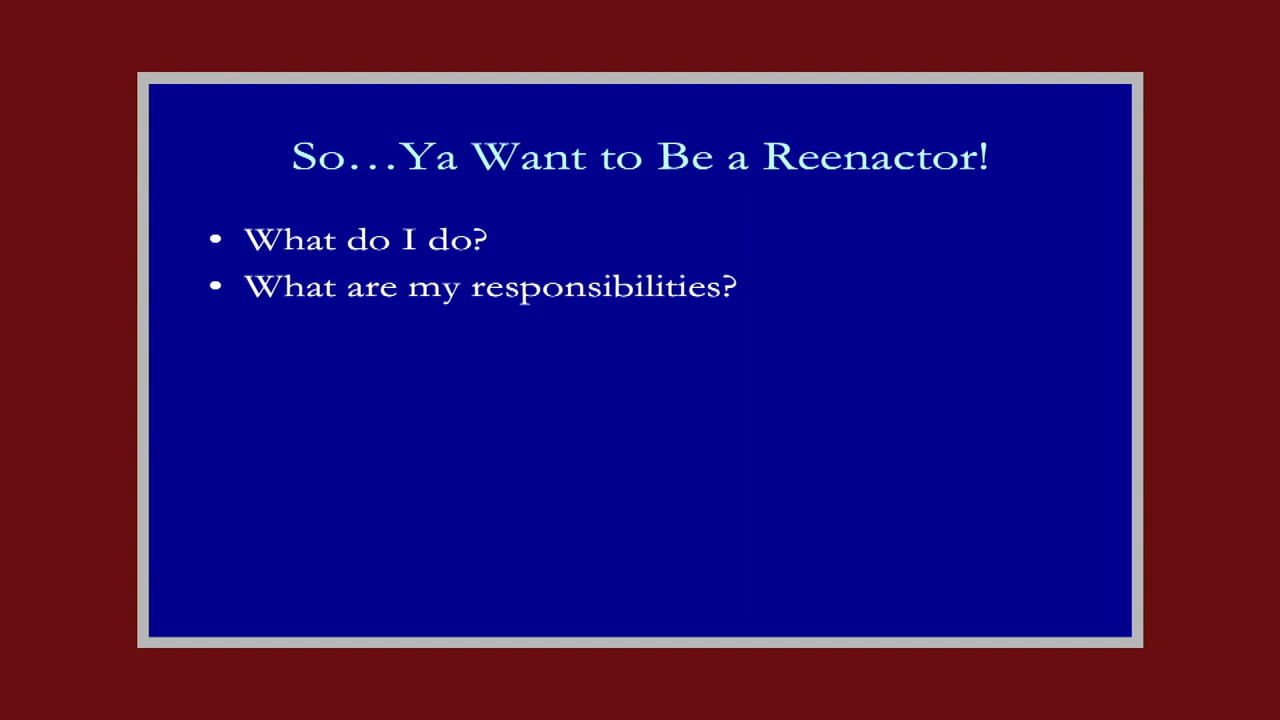 So…Ya Want to Be a Reenactor!
• What do I do?
• What are my responsibilities?